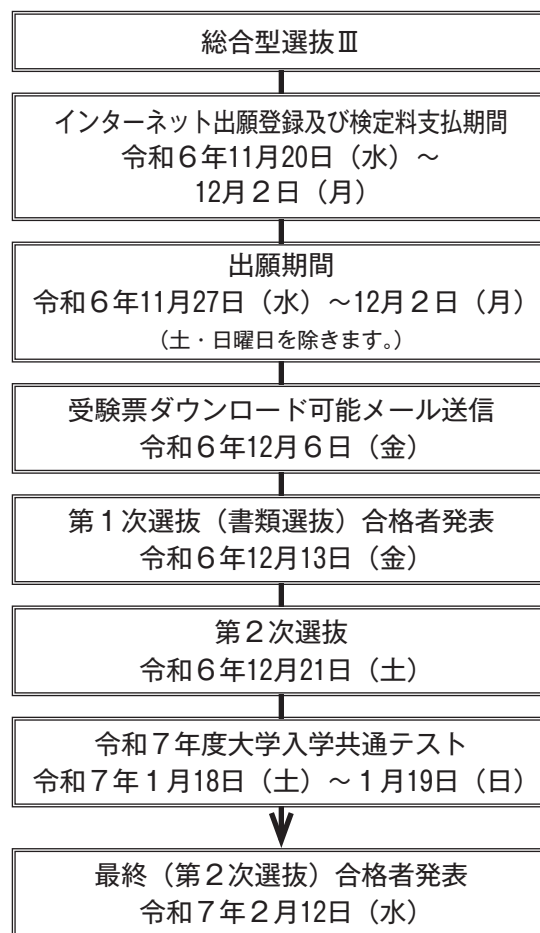 総合型選抜Ⅲ
インターネット出願登録及び検定料支払期間
令和６年11月20日（水）～
12月２日（月）
出願期間
令和６年11月27日（水）～12月２日（月）
（土・日曜日を除きます。）
受験票ダウンロード可能メール送信
令和６年12月６日（金）
第１次選抜（書類選抜）合格者発表
令和６年12月13日（金）
第２次選抜
令和６年12月21日（土）
令和７年度大学入学共通テスト
令和７年１月18日（土）～１月19日（日）
最終（第２次選抜）合格者発表
令和７年２月12日（水）